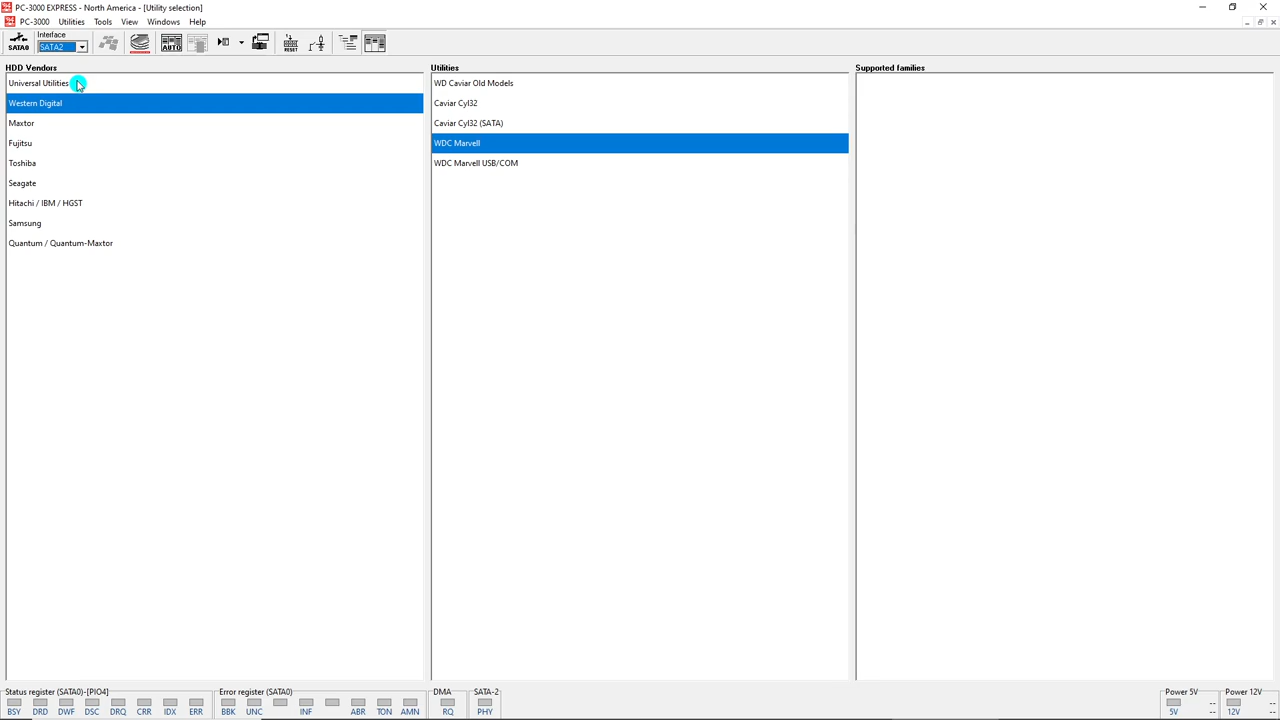 PC-3000 EXPRESS - North America - [Utility selection]
PC-3000 Utilities Tools View Windows Help
SATA0
Interface
SATA2
AUTO
RESET
HDD Vendors
Universal Utilities
Western Digital
Maxtor
Fujitsu
Toshiba
Seagate
Hitachi / IBM / HGST
Samsung
Quantum / Quantum-Maxtor
Utilities
WD Caviar Old Models
Caviar Cyl32
Caviar Cyl32 (SATA)
WDC Marvell
WDC Marvell USB/COM
Supported families
Status register (SATA0)-[PIO4]
BSY DRD DWF DSC DRQ CRR IDX ERR
Error register (SATA0)
BBK UNC INF ABR TON AMN
DMA
RQ
SATA-2
PHY
Power 5V
5V -- --
Power 12V
12V -- --